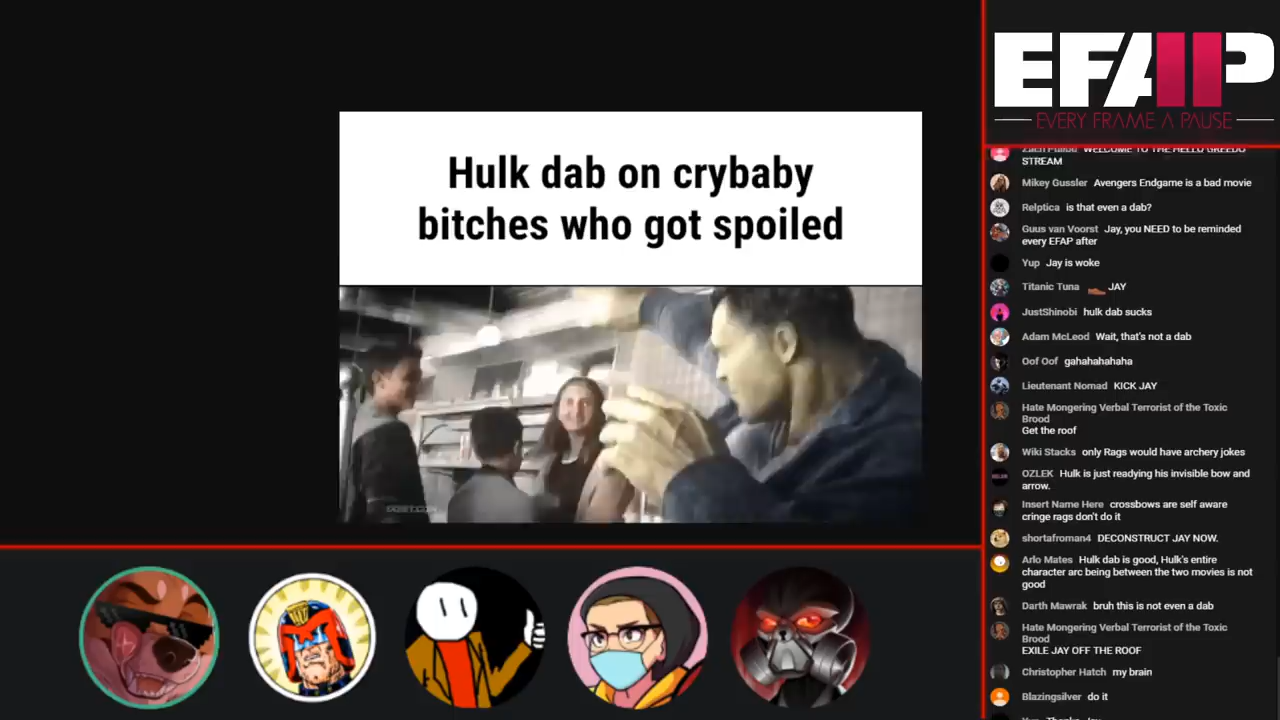 Hulk dab on crybaby
bitches who got spoiled
EFAP
EVERY FRAME A PAUSE
WELCOME TO THE HELLO GREEDO
STREAM
Mikey Gussler Avengers Endgame is a bad movie
Relptica is that even a dab?
Guus van Voorst Jay, you NEED to be reminded
every EFAP after
Yup Jay is woke
Titanic Tuna JAY
JustShinobi hulk dab sucks
Adam McLeod Wait, that's not a dab
Oof Oof gahahahahaha
Lieutenant Nomad KICK JAY
Hate Mongering Verbal Terrorist of the Toxic
Brood
Get the roof
Wiki Stacks only Rags would have archery jokes
OZLEK Hulk is just readying his invisible bow and
arrow.
Insert Name Here crossbows are self aware
cringe rags don't do it
shortafroman4 DECONSTRUCT JAY NOW.
Arlo Mates Hulk dab is good, Hulk's entire
character arc being between the two movies is not
good
Darth Mawrak bruh this is not even a dab
Hate Mongering Verbal Terrorist of the Toxic
Brood
EXILE JAY OFF THE ROOF
Christopher Hatch my brain
Blazingsilver do it